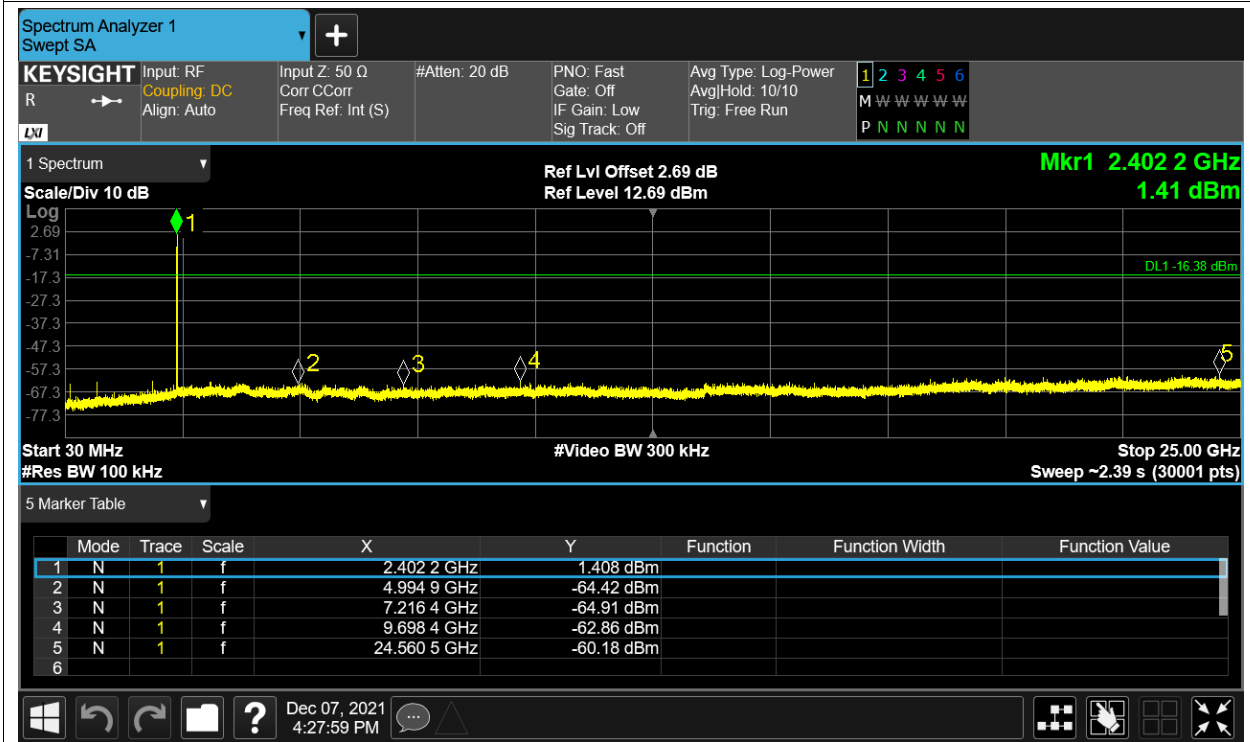 Spectrum Analyzer 1
Swept SA
+
KEYSIGHT
R
LXI
Input: RF
Coupling: DC
Align: Auto
Input Z: 50 Ω
Corr CCorr
Freq Ref: Int (S)
#Atten: 20 dB
PNO: Fast
Gate: Off
IF Gain: Low
Sig Track: Off
Avg Type: Log-Power
Avg|Hold: 10/10
Trig: Free Run
1 2 3 4 5 6
M W W W W W
P N N N N N
1 Spectrum
Scale/Div 10 dB
Ref Lvl Offset 2.69 dB
Ref Level 12.69 dBm
Mkr1 2.402 2 GHz
1.41 dBm
Log
2.69
-7.31
-17.3
-27.3
-37.3
-47.3
-57.3
-67.3
-77.3
1
2
3
4
5
DL1 -16.38 dBm
Start 30 MHz
#Video BW 300 kHz
Stop 25.00 GHz
#Res BW 100 kHz
Sweep ~2.39 s (30001 pts)
5 Marker Table
Mode Trace Scale X Y Function Function Width Function Value
1 N 1 f 2.402 2 GHz 1.408 dBm
2 N 1 f 4.994 9 GHz -64.42 dBm
3 N 1 f 7.216 4 GHz -64.91 dBm
4 N 1 f 9.698 4 GHz -62.86 dBm
5 N 1 f 24.560 5 GHz -60.18 dBm
6
?
Dec 07, 2021
4:27:59 PM